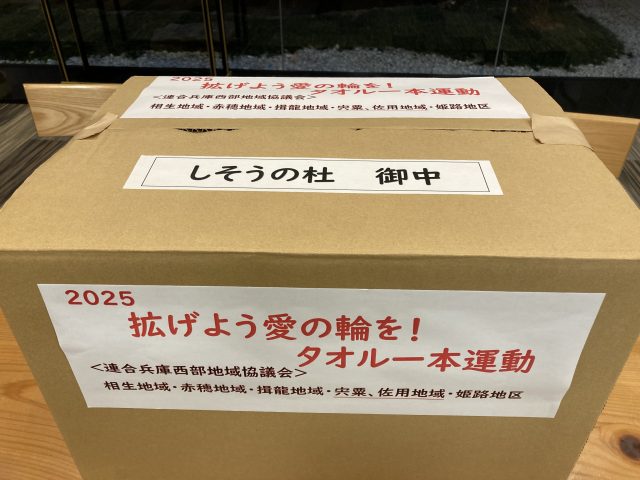 2025
拡げよう愛の輪を！
タオル一本運動
＜連合兵庫西部地域協議会＞
相生地域・赤穂地域・揖龍地域・宍粟、佐用地域・姫路地区
しそうの杜　御中
2025
拡げよう愛の輪を！
タオル一本運動
＜連合兵庫西部地域協議会＞
相生地域・赤穂地域・揖龍地域・宍粟、佐用地域・姫路地区